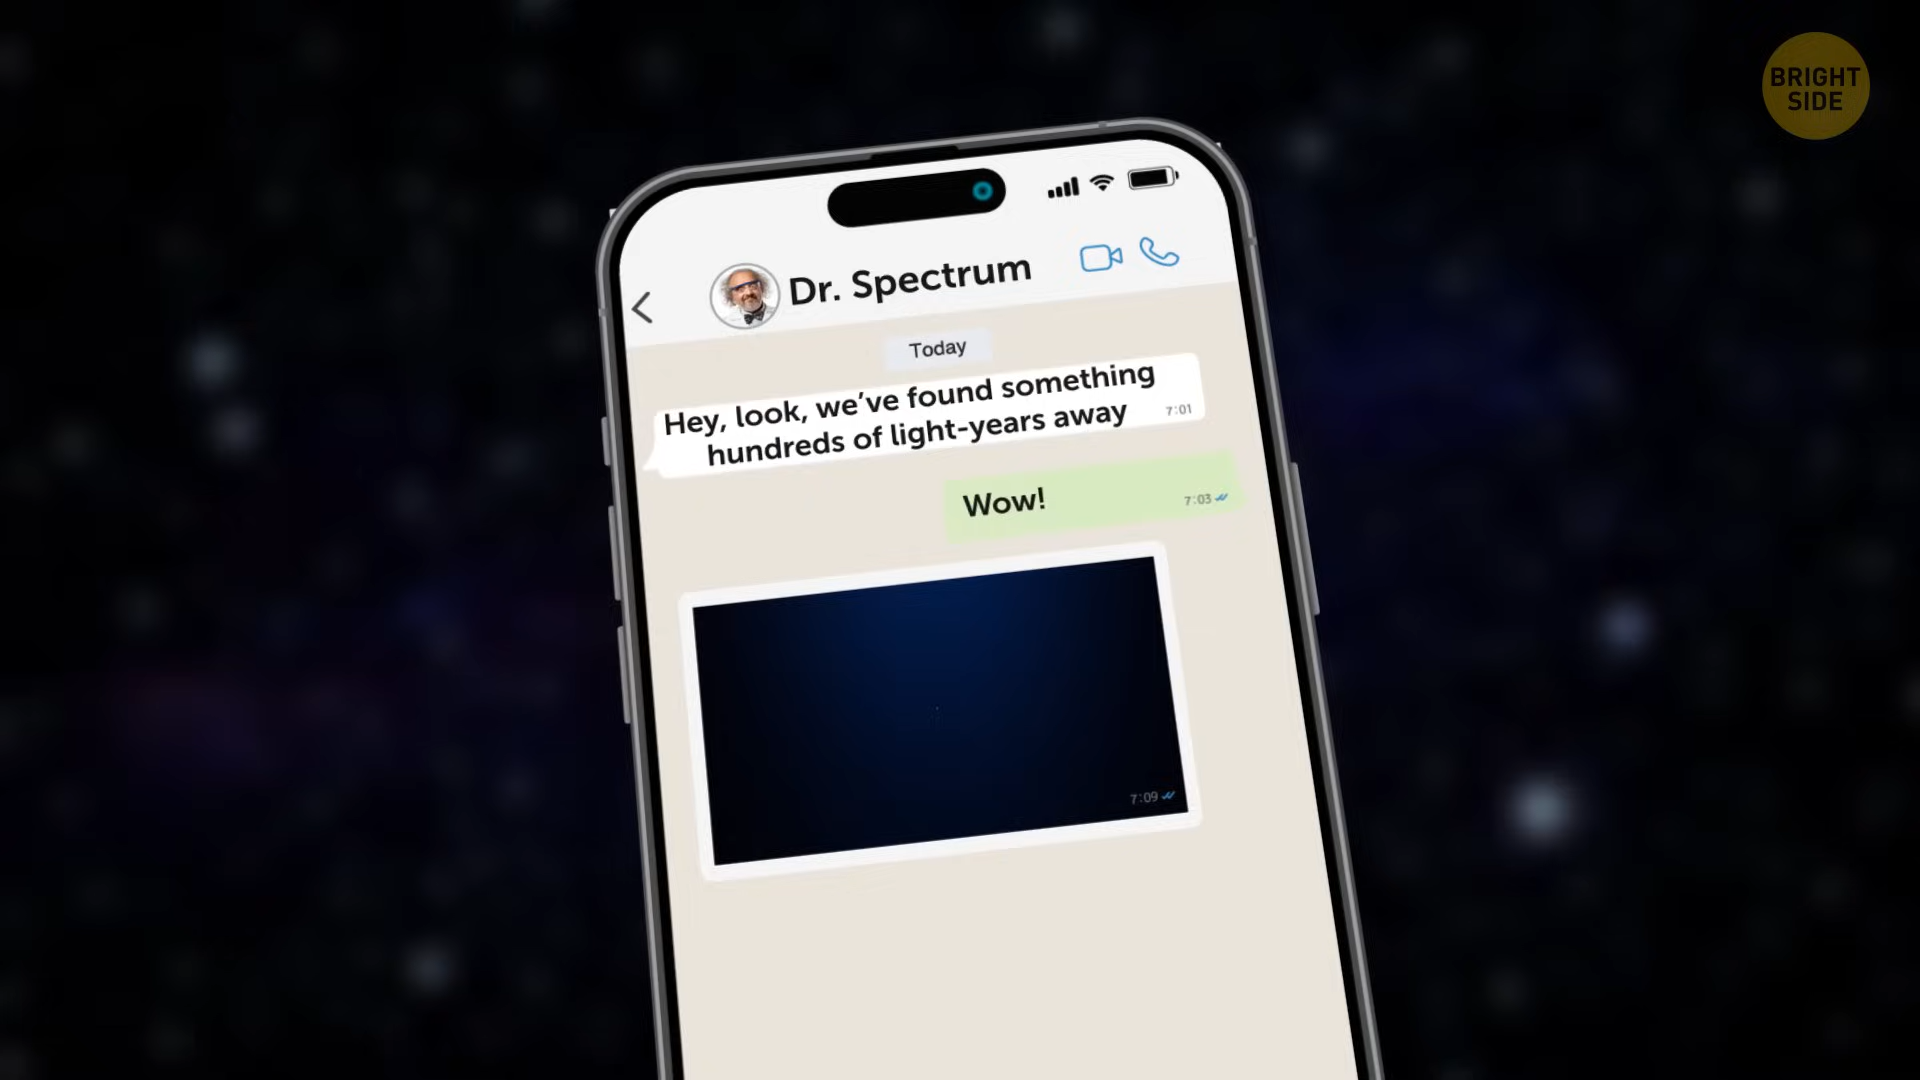 BRIGHT
SIDE
Dr. Spectrum
Today
Hey, look, we’ve found something
hundreds of light-years away
7:01
Wow!
7:03
7:09